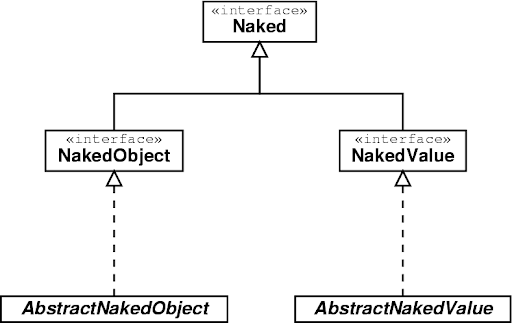 «interface»
Naked
«interface»
NakedObject
«interface»
NakedValue
AbstractNakedObject
AbstractNakedValue